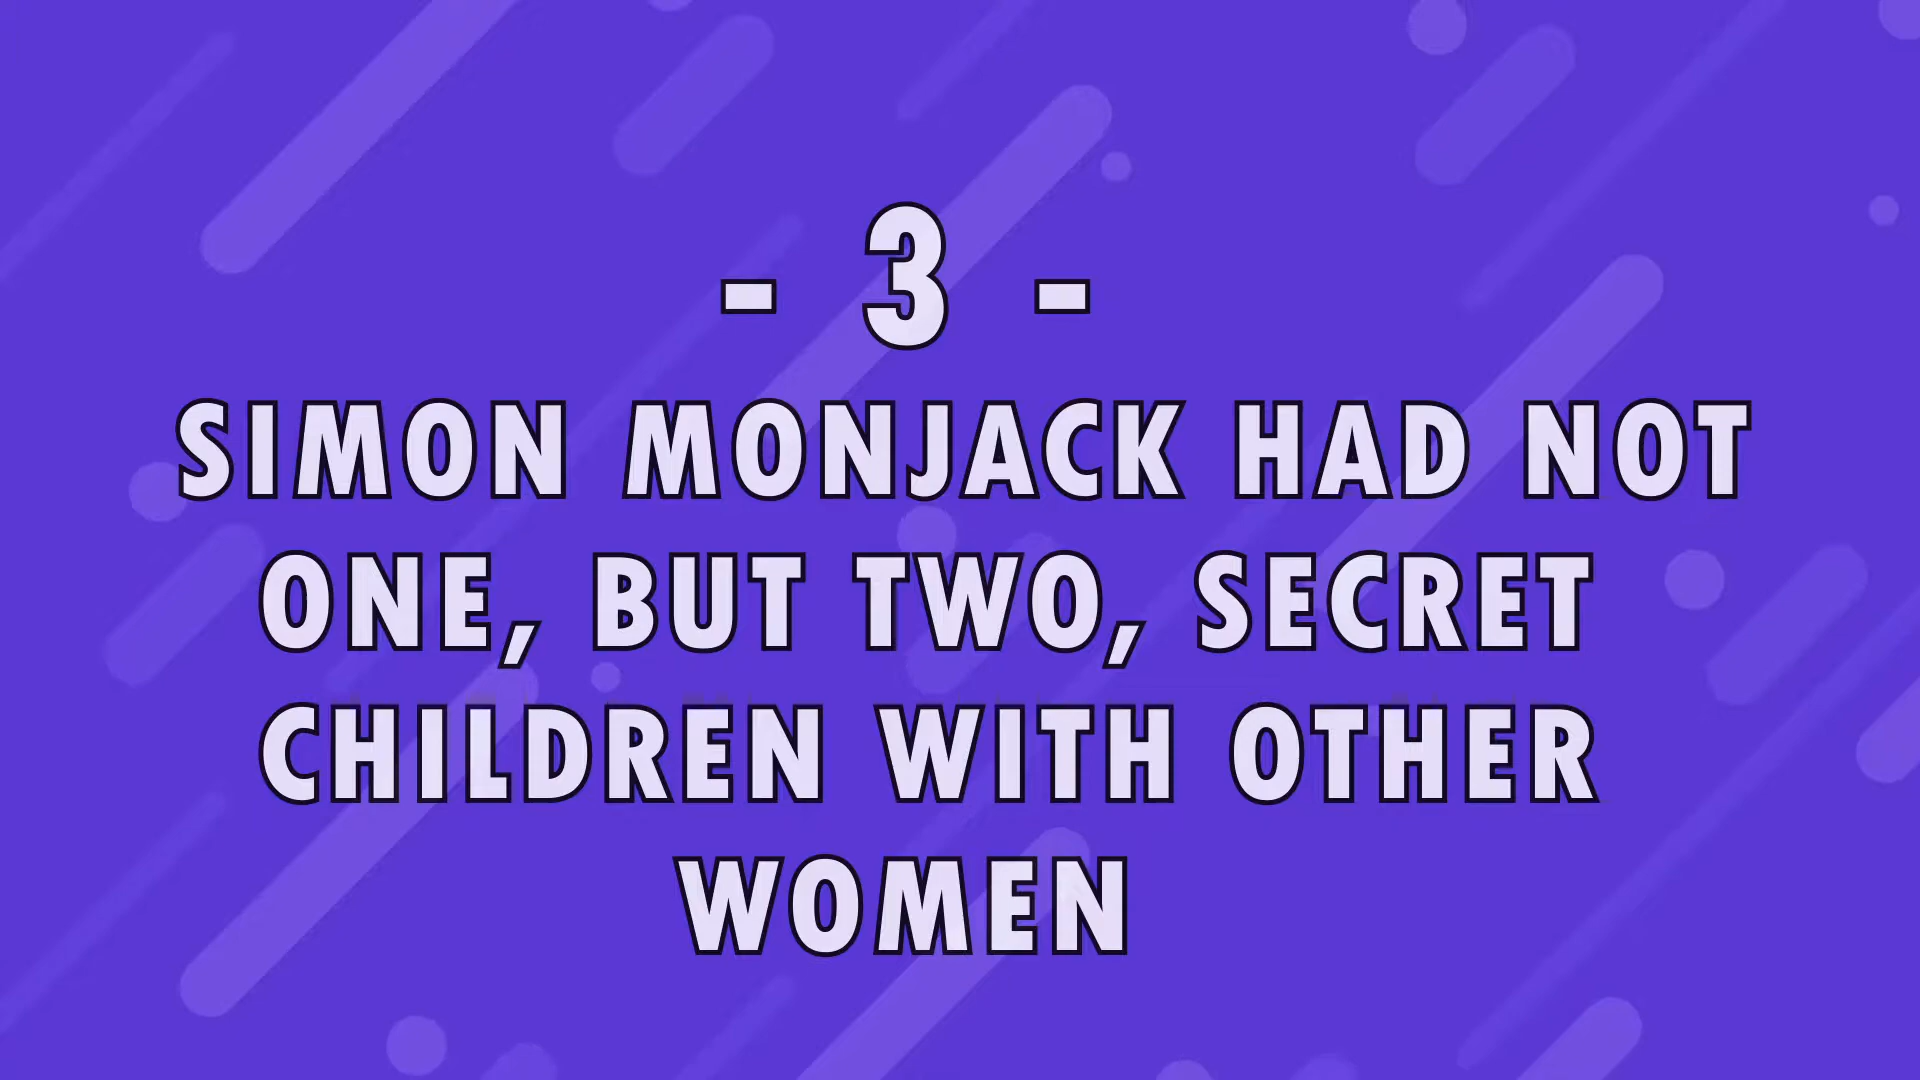 - 3 -
SIMON MONJACK HAD NOT
ONE, BUT TWO, SECRET
CHILDREN WITH OTHER
WOMEN